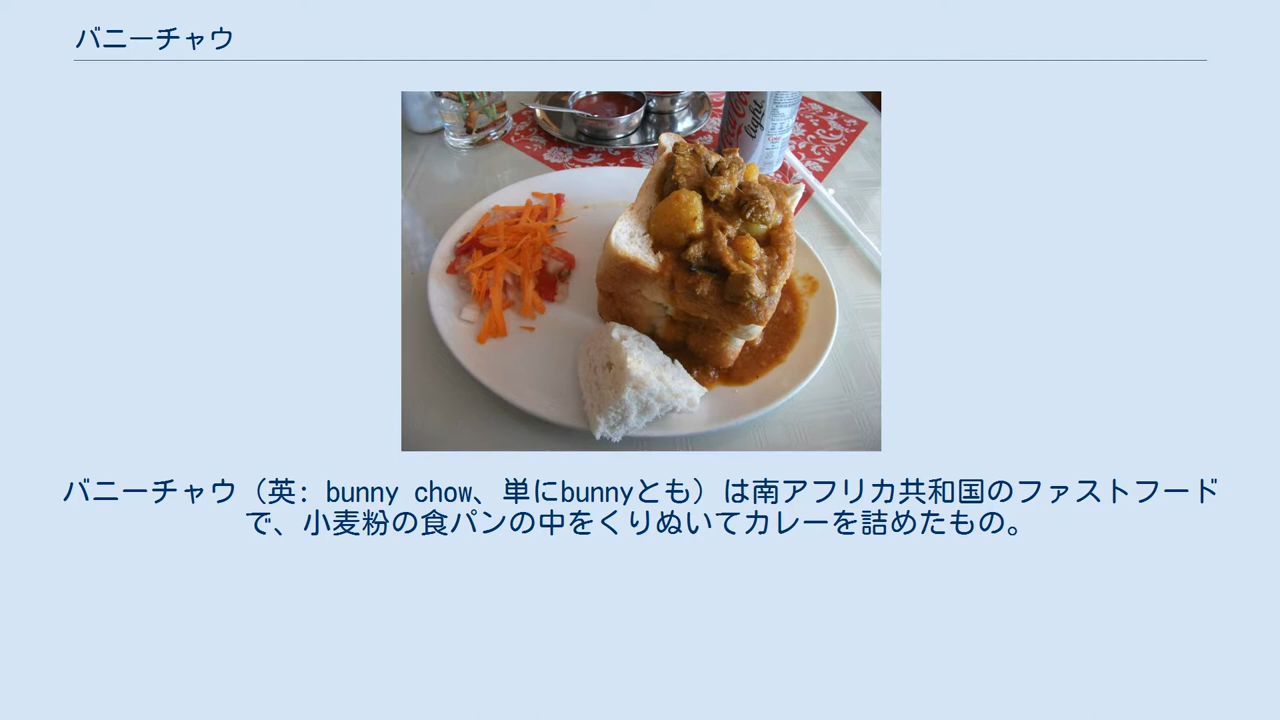 バニーチャウ
Coca-Cola
light
バニーチャウ（英: bunny chow、単にbunnyとも）は南アフリカ共和国のファストフード
で、小麦粉の食パンの中をくりぬいてカレーを詰めたもの。